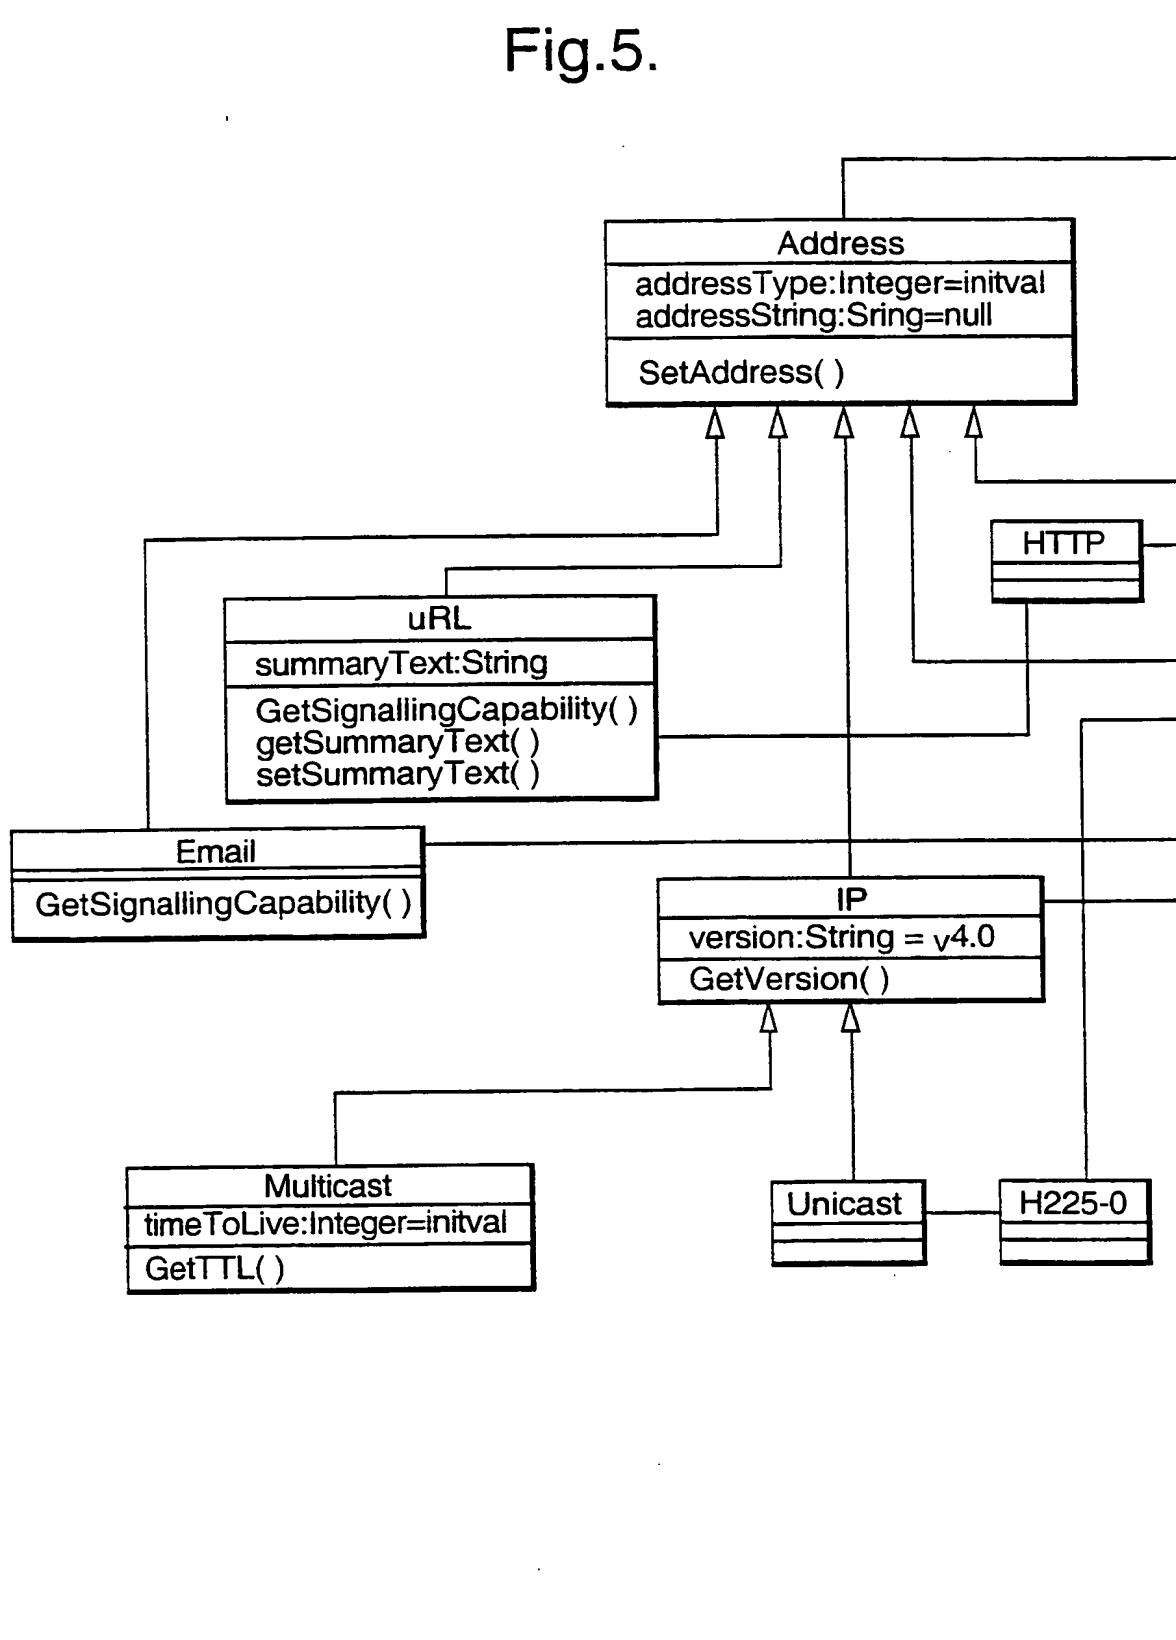 Fig.5.
Address
addressType:Integer=initval
addressString:Sring=null
SetAddress( )
HTTP
uRL
summaryText:String
GetSignallingCapability( )
getSummaryText( )
setSummaryText( )
Email
GetSignallingCapability( )
IP
version:String = v4.0
GetVersion( )
Multicast
timeToLive:Integer=initval
GetTTL( )
Unicast
H225-0